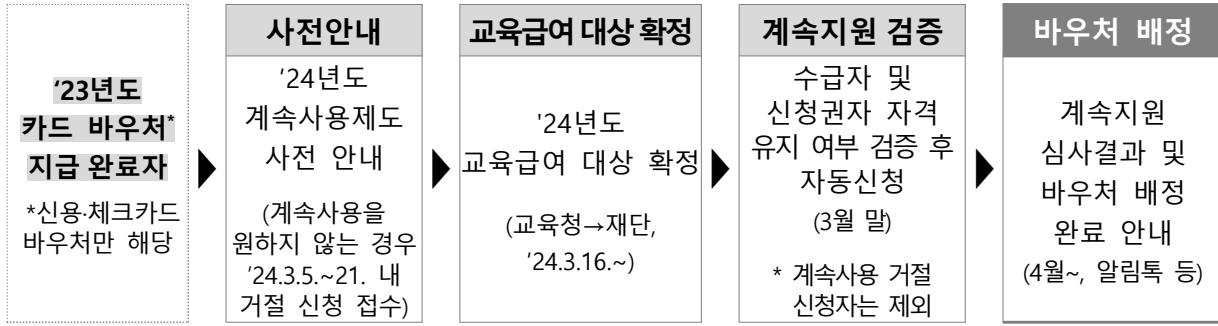 '23년도
카드 바우처*
지급 완료자
*신용·체크카드
바우처만 해당
사전안내
'24년도
계속사용제도
사전 안내
(계속사용을
원하지 않는 경우
'24.3.5.~21. 내
거절 신청 접수)
교육급여 대상 확정
'24년도
교육급여 대상 확정
(교육청→재단,
'24.3.16.~)
계속지원 검증
수급자 및
신청권자 자격
유지 여부 검증 후
자동신청
(3월 말)
* 계속사용 거절
신청자는 제외
바우처 배정
계속지원
심사결과 및
바우처 배정
완료 안내
(4월~, 알림톡 등)